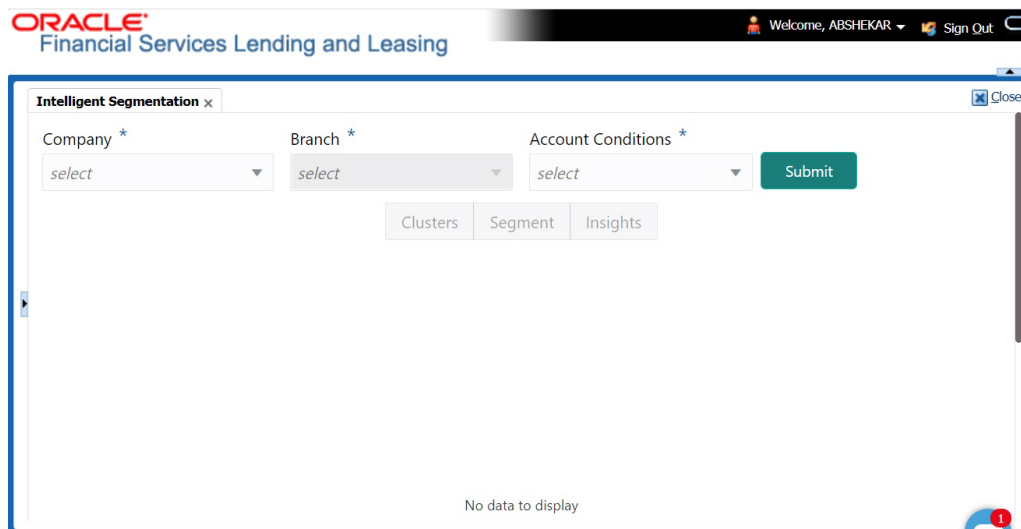 ORACLE
Financial Services Lending and Leasing
Welcome, ABSHEKAR
Sign Out
Intelligent Segmentation x
Close
Company * Branch * Account Conditions *
select select select Submit
Clusters Segment Insights
No data to display
1